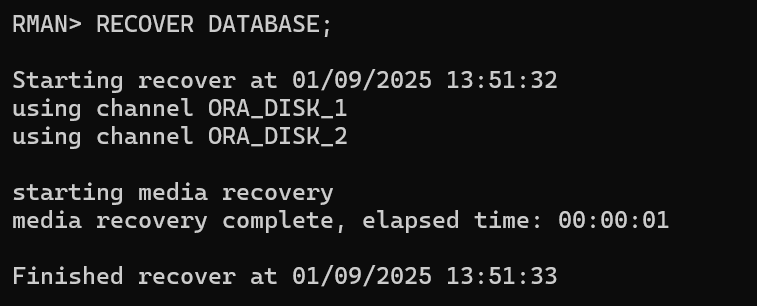 RMAN> RECOVER DATABASE;
Starting recover at 01/09/2025 13:51:32
using channel ORA_DISK_1
using channel ORA_DISK_2
starting media recovery
media recovery complete, elapsed time: 00:00:01
Finished recover at 01/09/2025 13:51:33